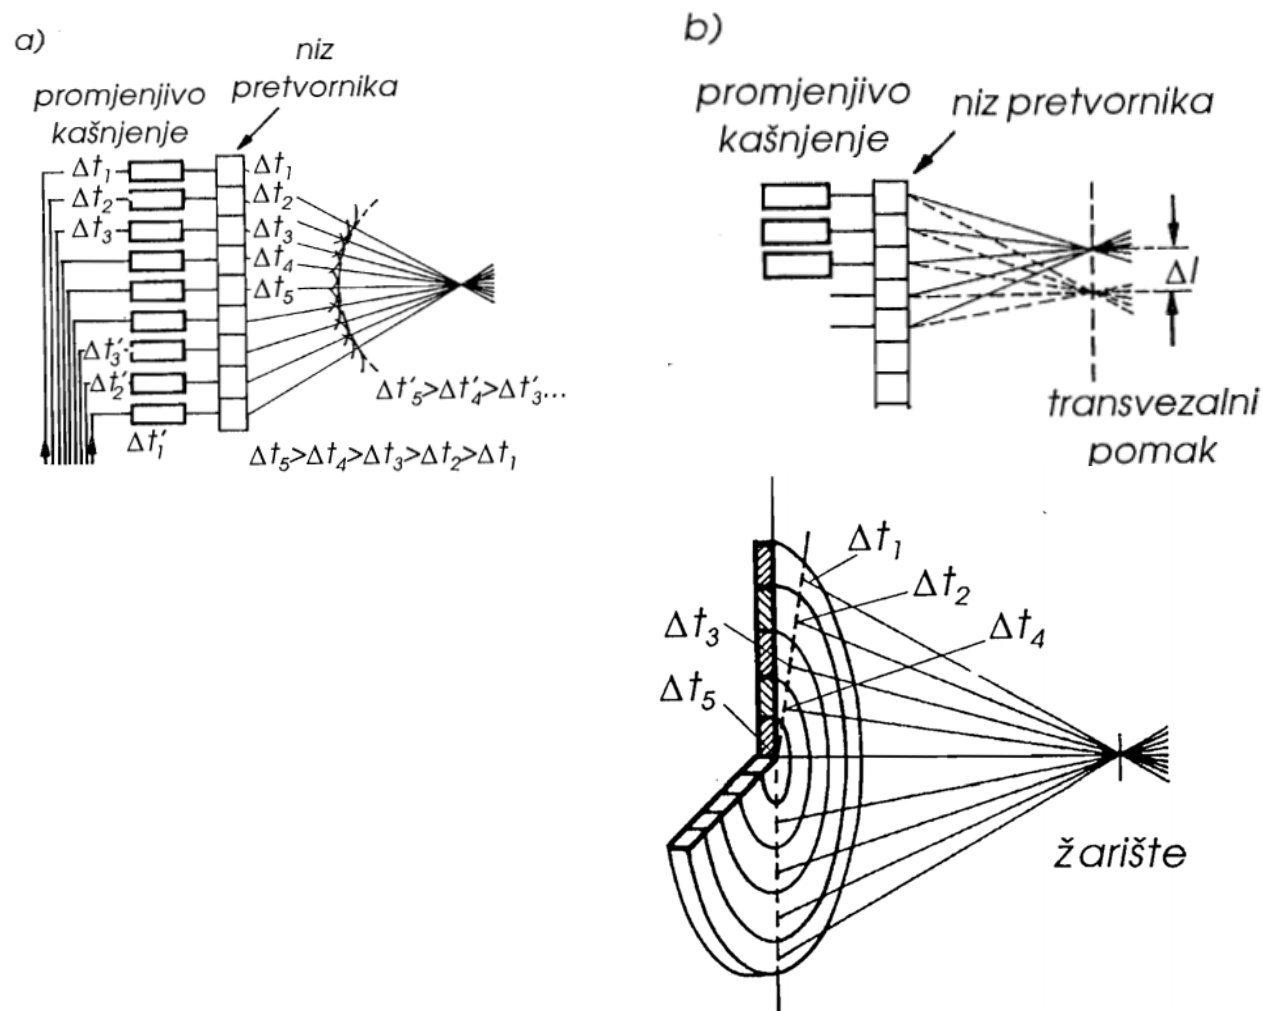 a)
niz
pretvornika
promjenjivo
kašnjenje
Δt₁
Δt₂
Δt₃
Δt₁
Δt₂
Δt₃
Δt₄
Δt₅
Δt′₃
Δt′₂
Δt′₁
Δt′₅>Δt′₄>Δt′₃...
Δt₅>Δt₄>Δt₃>Δt₂>Δt₁
b)
promjenjivo
kašnjenje
niz pretvornika
Δl
transvezalni
pomak
Δt₁
Δt₂
Δt₃
Δt₄
Δt₅
žarište